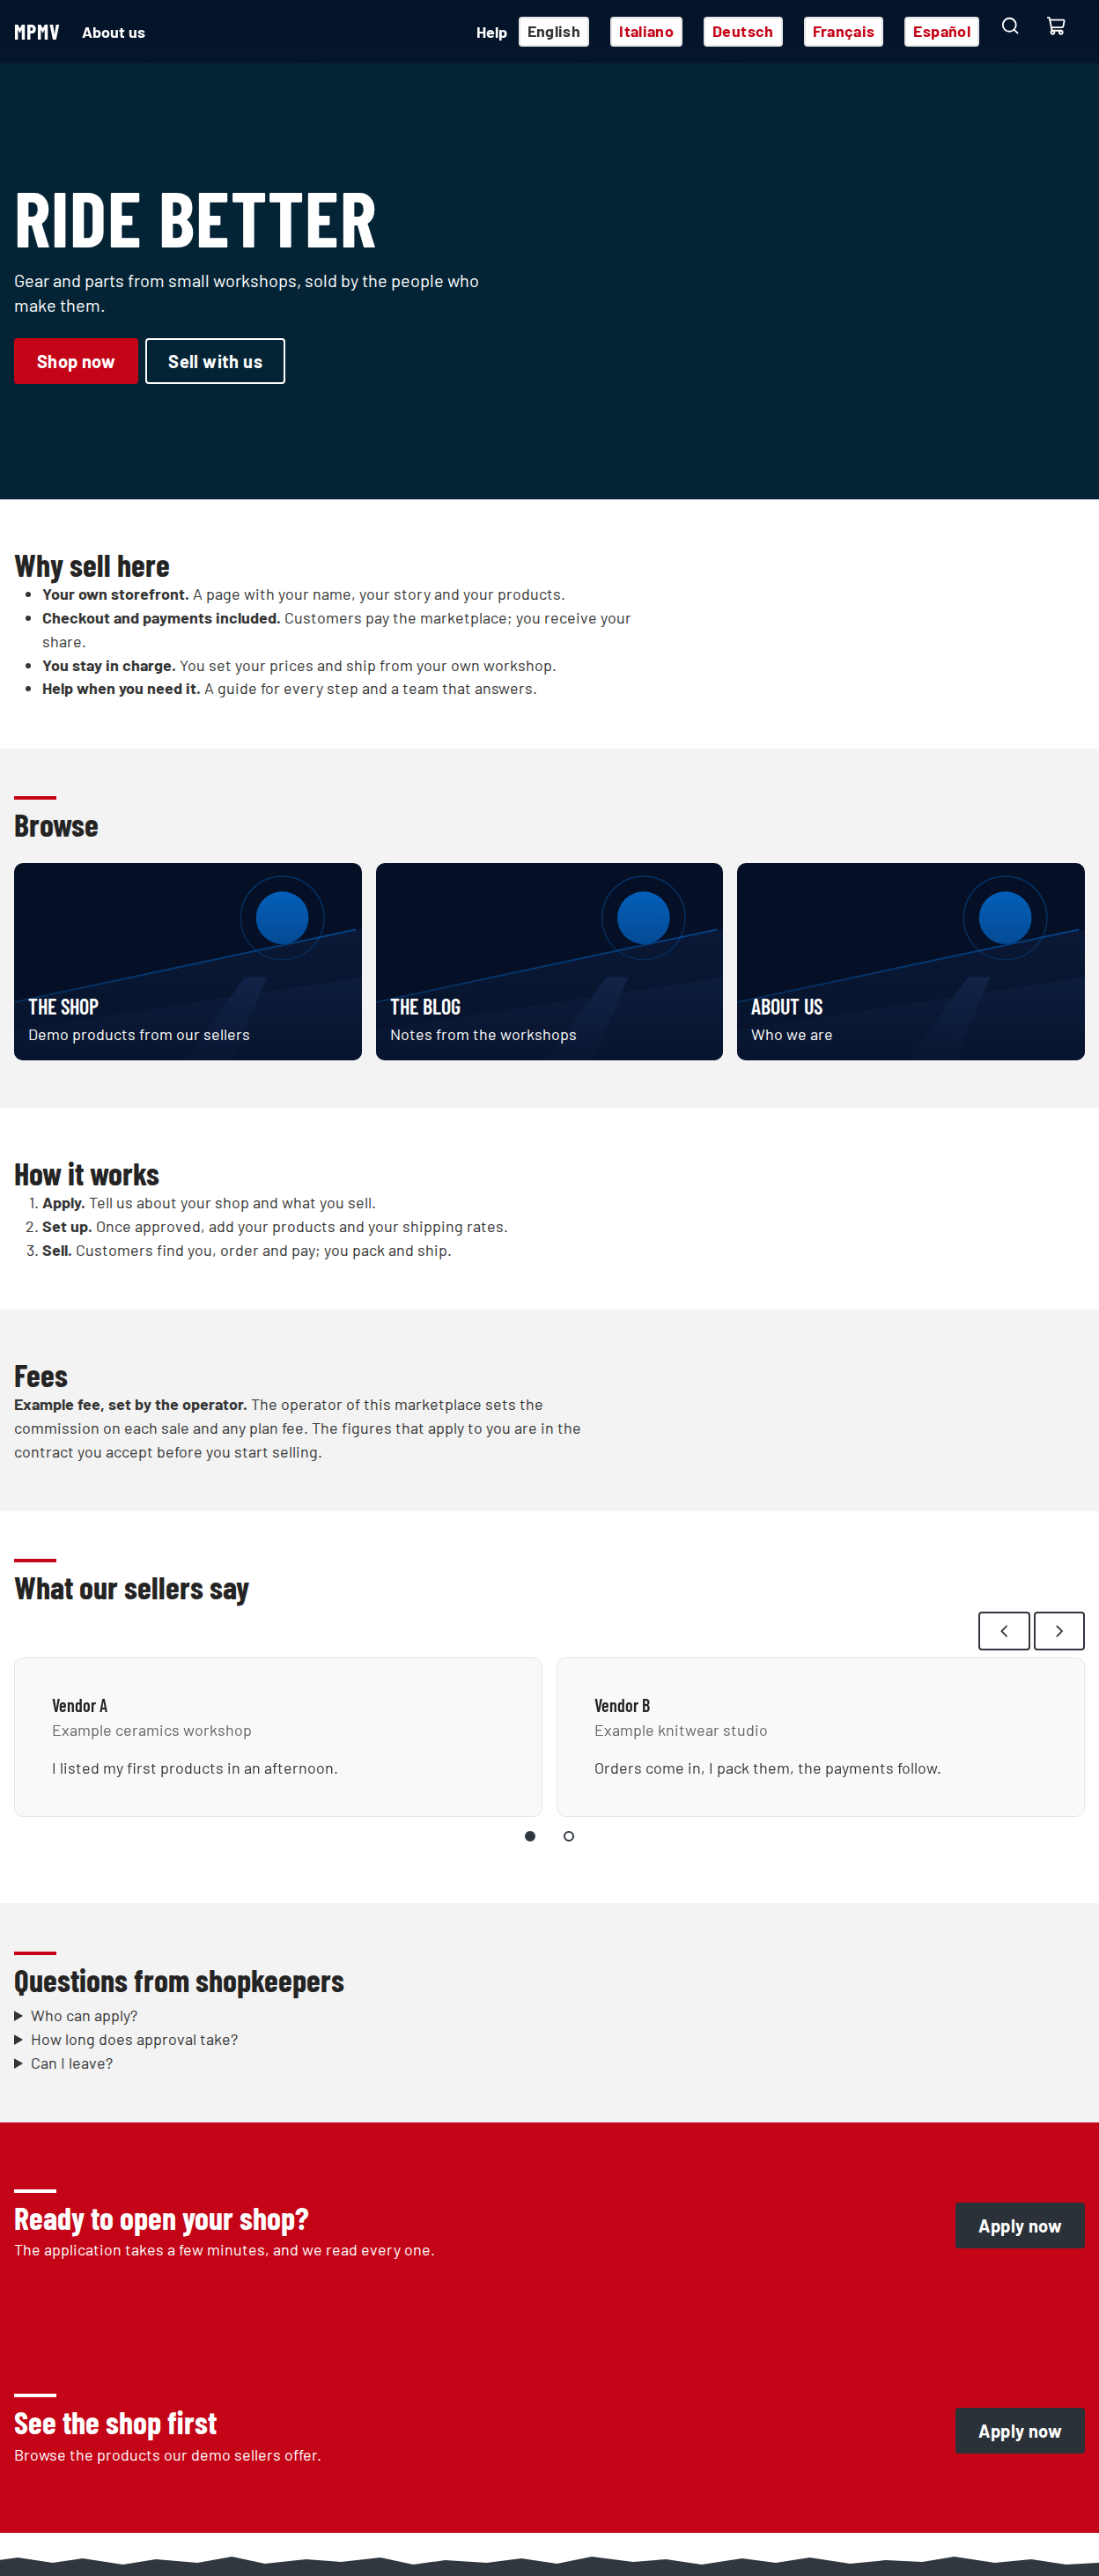 MPMV About us Help English Italiano Deutsch Français Español
RIDE BETTER
Gear and parts from small workshops, sold by the people who
make them.
Shop now Sell with us
Why sell here
Your own storefront. A page with your name, your story and your products.
Checkout and payments included. Customers pay the marketplace; you receive your
share.
You stay in charge. You set your prices and ship from your own workshop.
Help when you need it. A guide for every step and a team that answers.
Browse
THE SHOP
Demo products from our sellers
THE BLOG
Notes from the workshops
ABOUT US
Who we are
How it works
1. Apply. Tell us about your shop and what you sell.
2. Set up. Once approved, add your products and your shipping rates.
3. Sell. Customers find you, order and pay; you pack and ship.
Fees
Example fee, set by the operator. The operator of this marketplace sets the
commission on each sale and any plan fee. The figures that apply to you are in the
contract you accept before you start selling.
What our sellers say
Vendor A
Example ceramics workshop
I listed my first products in an afternoon.
Vendor B
Example knitwear studio
Orders come in, I pack them, the payments follow.
Questions from shopkeepers
Who can apply?
How long does approval take?
Can I leave?
Ready to open your shop?
The application takes a few minutes, and we read every one.
Apply now
See the shop first
Browse the products our demo sellers offer.
Apply now